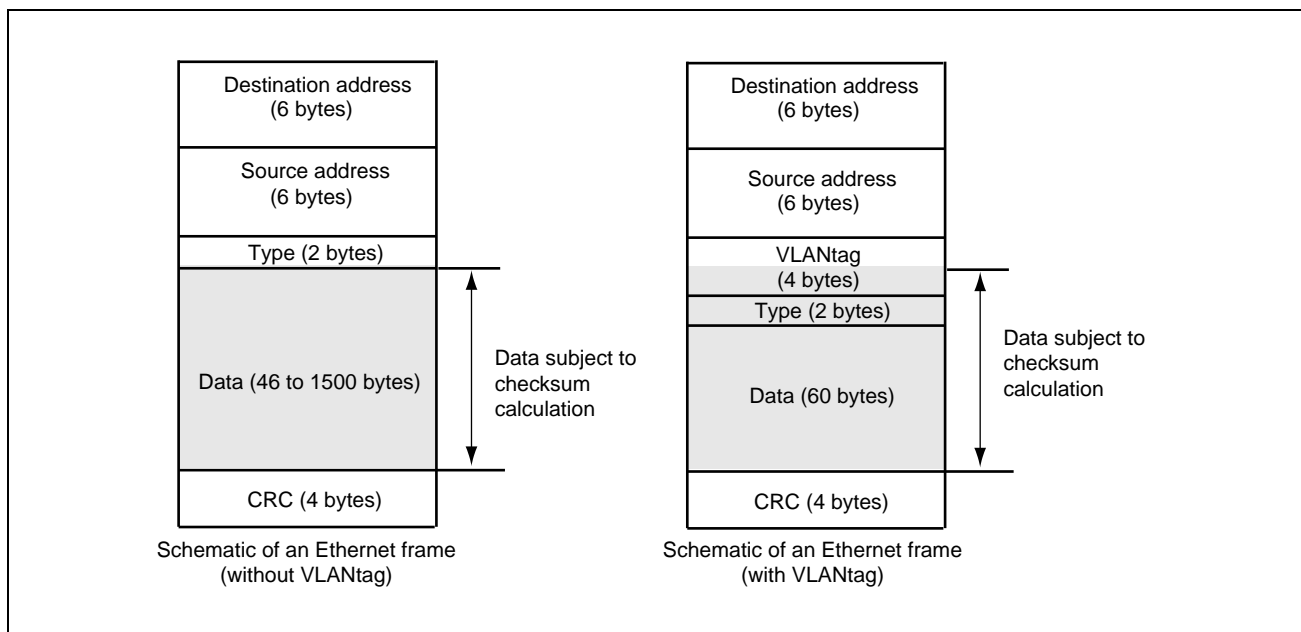 Destination address
(6 bytes)
Source address
(6 bytes)
Type (2 bytes)
Data (46 to 1500 bytes)
CRC (4 bytes)
Data subject to
checksum
calculation
Schematic of an Ethernet frame
(without VLANtag)
Destination address
(6 bytes)
Source address
(6 bytes)
VLANtag
(4 bytes)
Type (2 bytes)
Data (60 bytes)
CRC (4 bytes)
Data subject to
checksum
calculation
Schematic of an Ethernet frame
(with VLANtag)